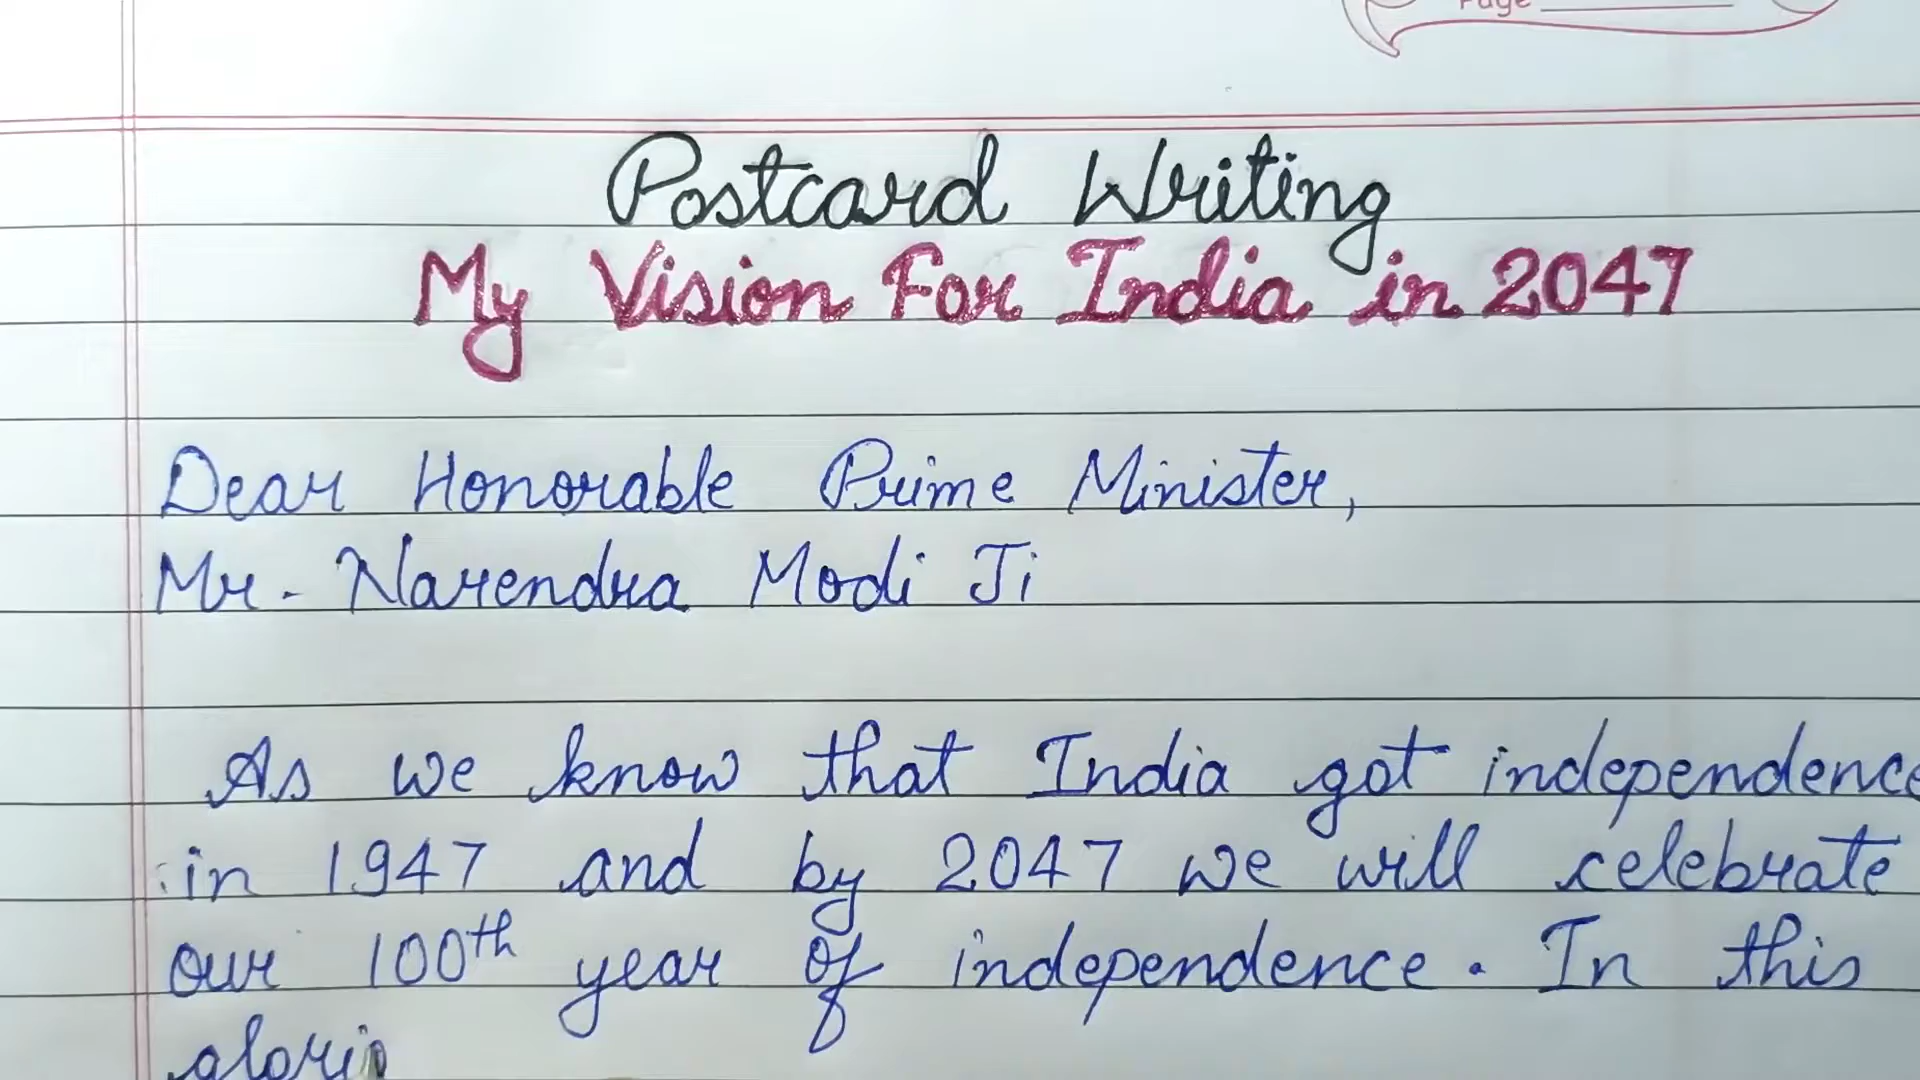 Page
Postcard Writing
My Vision For India in 2047
Dear Honorable Prime Minister,
Mr. Narendra Modi Ji
As we know that India got independence
in 1947 and by 2047 we will celebrate
our 100th year of independence. In this
glori